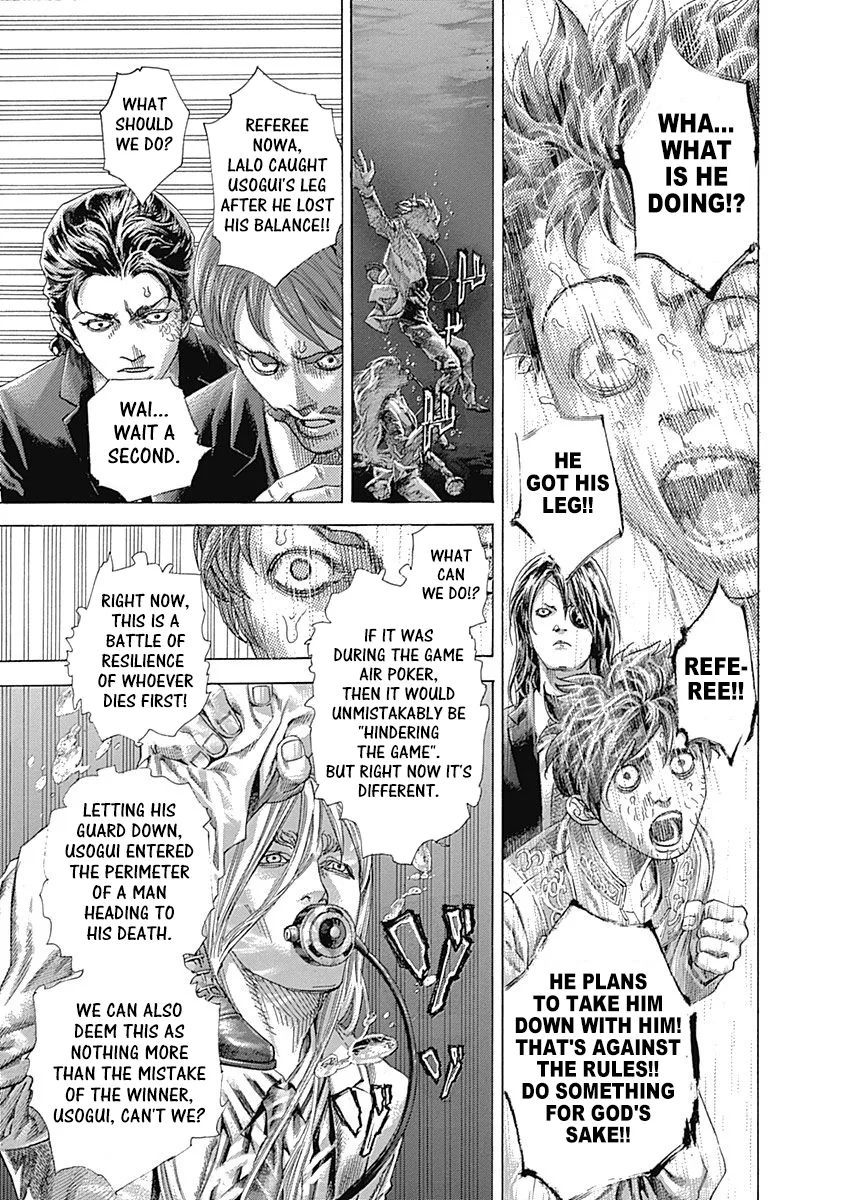 WHA...
WHAT
IS HE
DOING!?
HE
GOT HIS
LEG!!
REFE-
REE!!
HE PLANS
TO TAKE HIM
DOWN WITH HIM!
THAT'S AGAINST
THE RULES!!
DO SOMETHING
FOR GOD'S
SAKE!!
REFEREE
NOWA,
LALO CAUGHT
USOGUI'S LEG
AFTER HE LOST
HIS BALANCE!!
WHAT
SHOULD
WE DO?
WAI...
WAIT A
SECOND.
WHAT
CAN
WE DO!?
IF IT WAS
DURING THE GAME
AIR POKER,
THEN IT WOULD
UNMISTAKABLY BE
"HINDERING
THE GAME".
BUT RIGHT NOW IT'S
DIFFERENT.
RIGHT NOW,
THIS IS A
BATTLE OF
RESILIENCE
OF WHOEVER
DIES FIRST!
LETTING HIS
GUARD DOWN,
USOGUI ENTERED
THE PERIMETER
OF A MAN
HEADING TO
HIS DEATH.
WE CAN ALSO
DEEM THIS AS
NOTHING MORE
THAN THE MISTAKE
OF THE WINNER,
USOGUI, CAN'T WE?